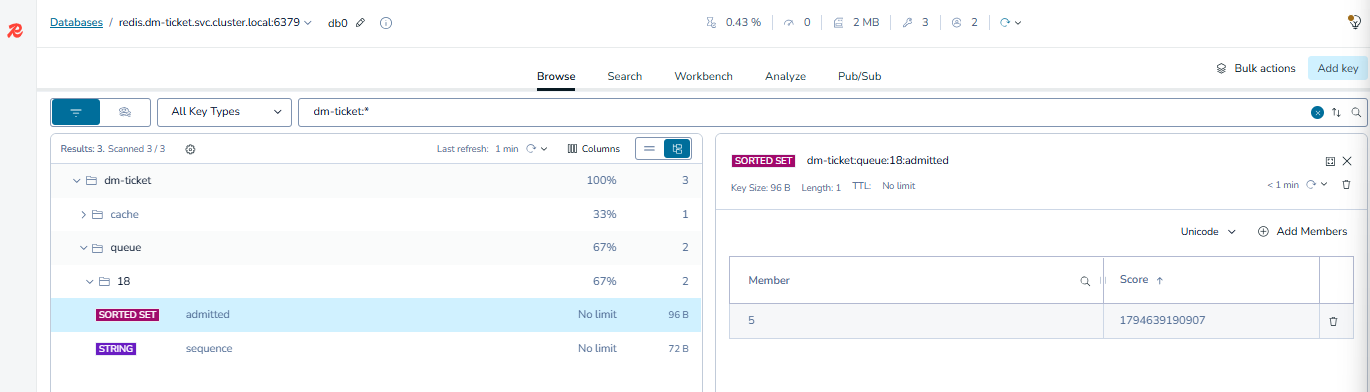 Databases / redis.dm-ticket.svc.cluster.local:6379 db0 0.43 % 0 2 MB 3 2
Browse Search Workbench Analyze Pub/Sub Bulk actions Add key
All Key Types dm-ticket:*
Results: 3. Scanned 3 / 3 Last refresh: 1 min Columns
dm-ticket 100% 3
cache 33% 1
queue 67% 2
18 67% 2
SORTED SET admitted No limit 96 B
STRING sequence No limit 72 B
SORTED SET dm-ticket:queue:18:admitted
Key Size: 96 B Length: 1 TTL: No limit < 1 min
Unicode Add Members
Member Score
5 1794639190907